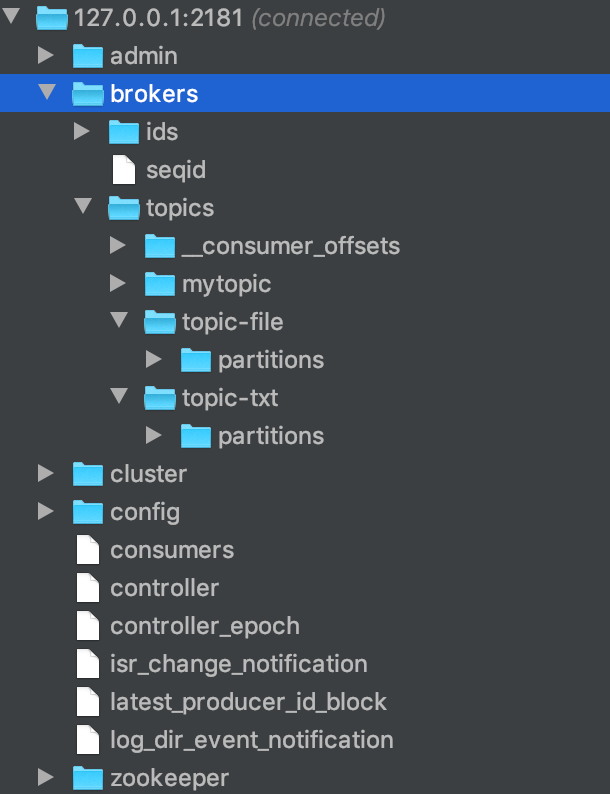 127.0.0.1:2181 (connected)
admin
brokers
ids
seqid
topics
__consumer_offsets
mytopic
topic-file
partitions
topic-txt
partitions
cluster
config
consumers
controller
controller_epoch
isr_change_notification
latest_producer_id_block
log_dir_event_notification
zookeeper